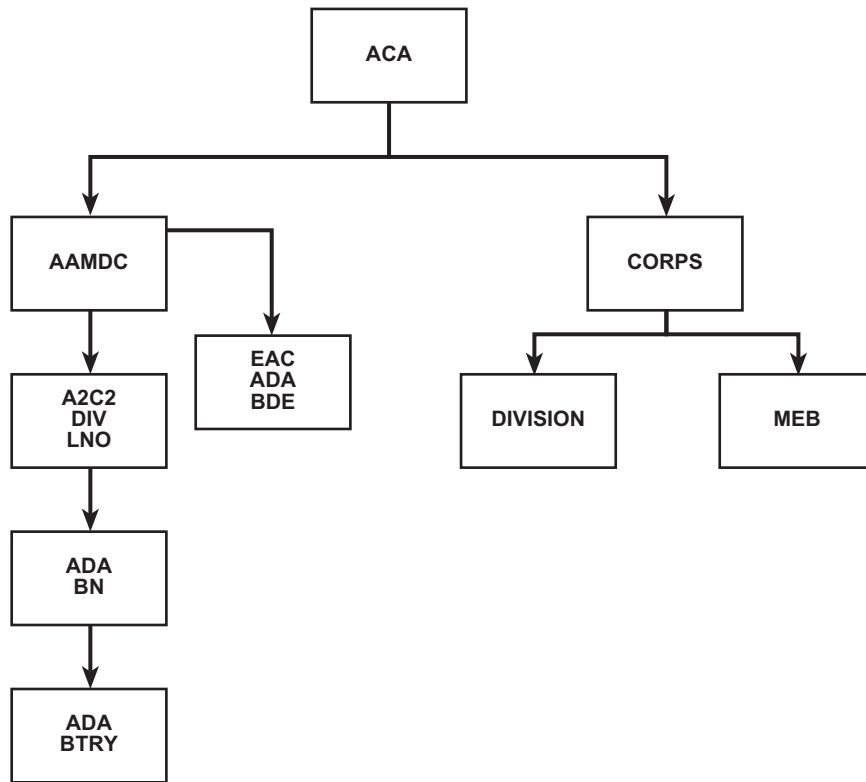 ACA
AAMDC
CORPS
EAC
ADA
BDE
A2C2
DIV
LNO
DIVISION
MEB
ADA
BN
ADA
BTRY